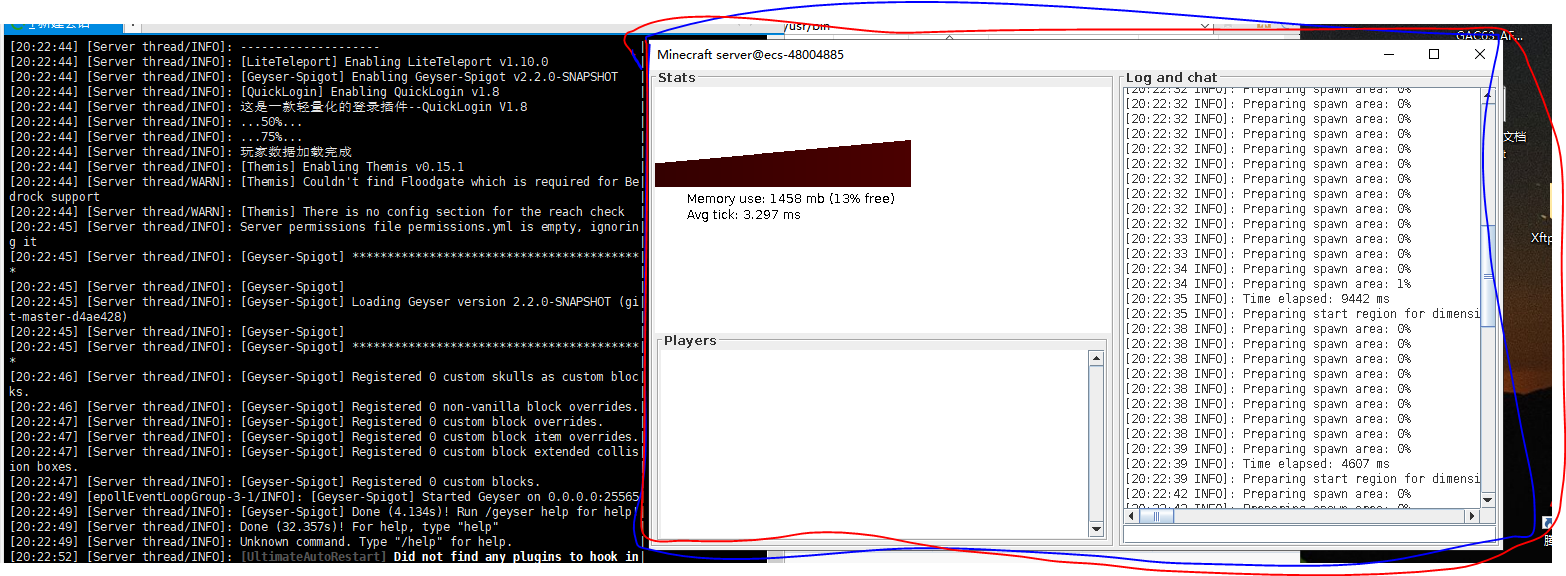 /usr/bin
[20:22:44] [Server thread/INFO]: --------------------
[20:22:44] [Server thread/INFO]: [LiteTeleport] Enabling LiteTeleport v1.10.0
[20:22:44] [Server thread/INFO]: [Geyser-Spigot] Enabling Geyser-Spigot v2.2.0-SNAPSHOT
[20:22:44] [Server thread/INFO]: [QuickLogin] Enabling QuickLogin v1.8
[20:22:44] [Server thread/INFO]: 这是一款轻量化的登录插件--QuickLogin V1.8
[20:22:44] [Server thread/INFO]: ...50%...
[20:22:44] [Server thread/INFO]: ...75%...
[20:22:44] [Server thread/INFO]: 玩家数据加载完成
[20:22:44] [Server thread/INFO]: [Themis] Enabling Themis v0.15.1
[20:22:44] [Server thread/WARN]: [Themis] Couldn't find Floodgate which is required for Be
drock support
[20:22:44] [Server thread/WARN]: [Themis] There is no config section for the reach check
[20:22:45] [Server thread/INFO]: Server permissions file permissions.yml is empty, ignorin
g it
[20:22:45] [Server thread/INFO]: [Geyser-Spigot] *****************************************
*
[20:22:45] [Server thread/INFO]: [Geyser-Spigot]
[20:22:45] [Server thread/INFO]: [Geyser-Spigot] Loading Geyser version 2.2.0-SNAPSHOT (gi
t-master-d4ae428)
[20:22:45] [Server thread/INFO]: [Geyser-Spigot]
[20:22:45] [Server thread/INFO]: [Geyser-Spigot] *****************************************
*
[20:22:46] [Server thread/INFO]: [Geyser-Spigot] Registered 0 custom skulls as custom bloc
ks.
[20:22:46] [Server thread/INFO]: [Geyser-Spigot] Registered 0 non-vanilla block overrides.
[20:22:47] [Server thread/INFO]: [Geyser-Spigot] Registered 0 custom block overrides.
[20:22:47] [Server thread/INFO]: [Geyser-Spigot] Registered 0 custom block item overrides.
[20:22:47] [Server thread/INFO]: [Geyser-Spigot] Registered 0 custom block extended collis
ion boxes.
[20:22:47] [Server thread/INFO]: [Geyser-Spigot] Registered 0 custom blocks.
[20:22:49] [epollEventLoopGroup-3-1/INFO]: [Geyser-Spigot] Started Geyser on 0.0.0.0:25565
[20:22:49] [Server thread/INFO]: [Geyser-Spigot] Done (4.134s)! Run /geyser help for help!
[20:22:49] [Server thread/INFO]: Done (32.357s)! For help, type "help"
[20:22:49] [Server thread/INFO]: Unknown command. Type "/help" for help.
[20:22:52] [Server thread/INFO]: [UltimateAutoRestart] Did not find any plugins to hook in
Minecraft server@ecs-48004885
Stats
Memory use: 1458 mb (13% free)
Avg tick: 3.297 ms
Players
Log and chat
[20:22:32 INFO]: Preparing spawn area: 0%
[20:22:32 INFO]: Preparing spawn area: 0%
[20:22:32 INFO]: Preparing spawn area: 0%
[20:22:32 INFO]: Preparing spawn area: 0%
[20:22:32 INFO]: Preparing spawn area: 0%
[20:22:32 INFO]: Preparing spawn area: 0%
[20:22:32 INFO]: Preparing spawn area: 0%
[20:22:32 INFO]: Preparing spawn area: 0%
[20:22:32 INFO]: Preparing spawn area: 0%
[20:22:32 INFO]: Preparing spawn area: 0%
[20:22:33 INFO]: Preparing spawn area: 0%
[20:22:33 INFO]: Preparing spawn area: 0%
[20:22:34 INFO]: Preparing spawn area: 0%
[20:22:34 INFO]: Preparing spawn area: 1%
[20:22:35 INFO]: Time elapsed: 9442 ms
[20:22:35 INFO]: Preparing start region for dimensi
[20:22:38 INFO]: Preparing spawn area: 0%
[20:22:38 INFO]: Preparing spawn area: 0%
[20:22:38 INFO]: Preparing spawn area: 0%
[20:22:38 INFO]: Preparing spawn area: 0%
[20:22:38 INFO]: Preparing spawn area: 0%
[20:22:38 INFO]: Preparing spawn area: 0%
[20:22:38 INFO]: Preparing spawn area: 0%
[20:22:38 INFO]: Preparing spawn area: 0%
[20:22:39 INFO]: Preparing spawn area: 0%
[20:22:39 INFO]: Time elapsed: 4607 ms
[20:22:39 INFO]: Preparing start region for dimensi
[20:22:42 INFO]: Preparing spawn area: 0%
[20:22:42 INFO]: Preparing spawn area: 0%
文档
Xftp